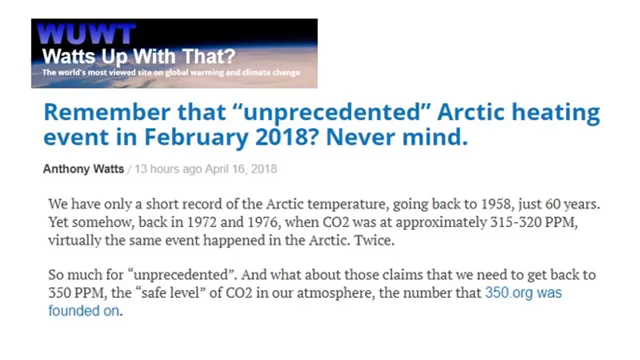 WUWT
Watts Up With That?
The world's most viewed site on global warming and climate change
Remember that “unprecedented” Arctic heating
event in February 2018? Never mind.
Anthony Watts / 13 hours ago April 16, 2018
We have only a short record of the Arctic temperature, going back to 1958, just 60 years.
Yet somehow, back in 1972 and 1976, when CO2 was at approximately 315-320 PPM,
virtually the same event happened in the Arctic. Twice.
So much for “unprecedented”. And what about those claims that we need to get back to
350 PPM, the “safe level” of CO2 in our atmosphere, the number that 350.org was
founded on.